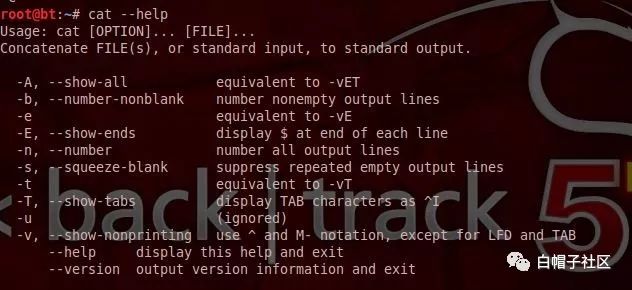 root@bt:~# cat --help
Usage: cat [OPTION]... [FILE]...
Concatenate FILE(s), or standard input, to standard output.
-A, --show-all equivalent to -vET
-b, --number-nonblank number nonempty output lines
-e equivalent to -vE
-E, --show-ends display $ at end of each line
-n, --number number all output lines
-s, --squeeze-blank suppress repeated empty output lines
-t equivalent to -vT
-T, --show-tabs display TAB characters as ^I
-u (ignored)
-v, --show-nonprinting use ^ and M- notation, except for LFD and TAB
--help display this help and exit
--version output version information and exit
back | track 5
白帽子社区